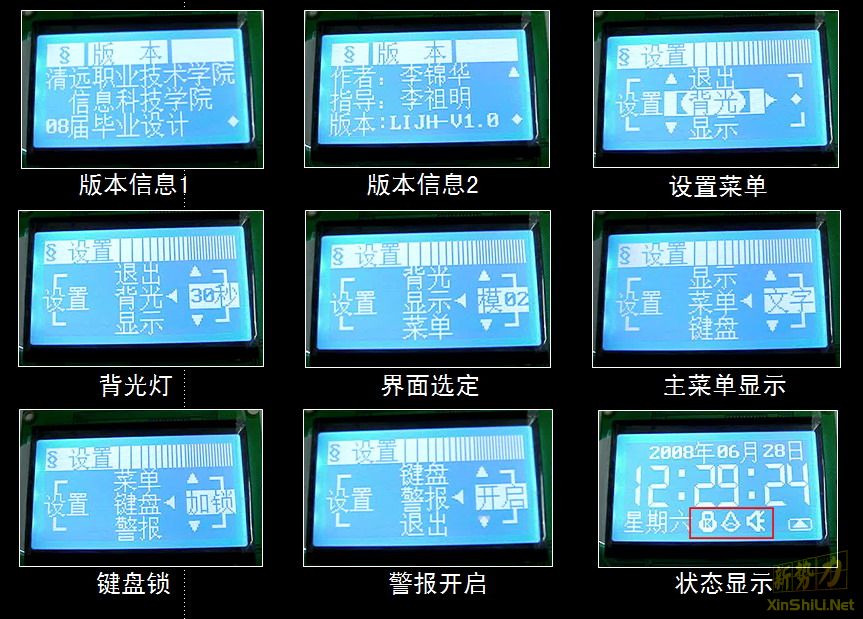 § 版 本
清远职业技术学院
信息科技学院
08届毕业设计
版本信息1
§ 版 本
作者：李锦华
指导：李祖明
版本:LIJH-V1.0
版本信息2
§ 设置
退出
设置【背光】
显示
设置菜单
§ 设置
退出
设置 背光 30秒
显示
背光灯
§ 设置
背光
设置 显示 模02
菜单
界面选定
§ 设置
显示
设置 菜单 文字
键盘
主菜单显示
§ 设置
菜单
设置 键盘 加锁
警报
键盘锁
§ 设置
键盘
设置 警报 开启
退出
警报开启
2008年06月28日
12:29:24
星期六
状态显示
新势力
XinShiLi.Net